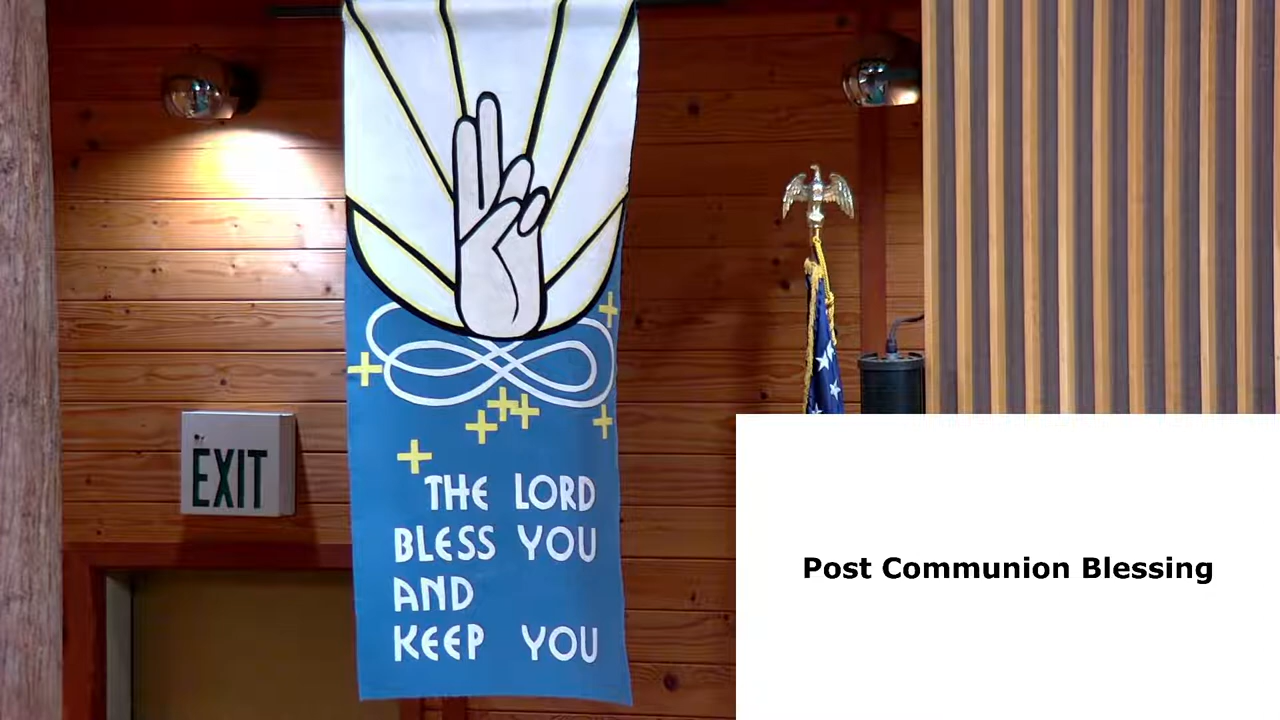 EXIT
THE LORD
BLESS YOU
AND
KEEP YOU
Post Communion Blessing